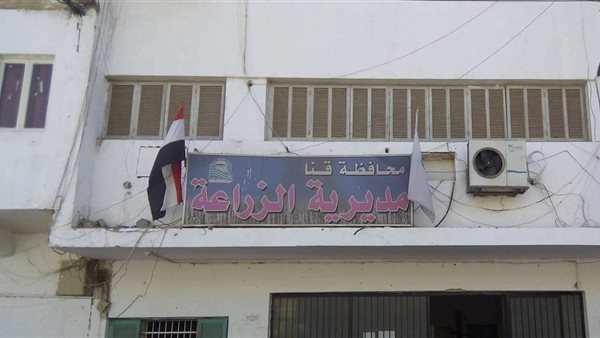 محافظة قنا
مديرية الزراعة